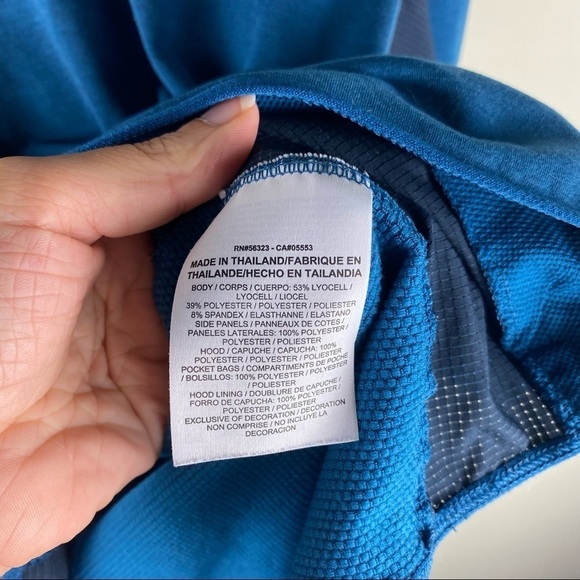 RN#56323 - CA#05553
MADE IN THAILAND/FABRIQUE EN
THAILANDE/HECHO EN TAILANDIA
BODY / CORPS / CUERPO: 53% LYOCELL /
LYOCELL / LIOCEL
39% POLYESTER / POLYESTER / POLIESTER
8% SPANDEX / ELASTHANNE / ELASTANO
SIDE PANELS / PANNEAUX DE COTES /
PANELES LATERALES: 100% POLYESTER /
POLYESTER / POLIESTER
HOOD / CAPUCHE / CAPUCHA: 100%
POLYESTER / POLYESTER / POLIESTER
POCKET BAGS / COMPARTIMENTS DE POCHE
/ BOLSILLOS: 100% POLYESTER / POLYESTER
/ POLIESTER
HOOD LINING / DOUBLURE DE CAPUCHE /
FORRO DE CAPUCHA: 100% POLYESTER /
POLYESTER / POLIESTER
EXCLUSIVE OF DECORATION / DECORATION
NON COMPRISE / NO INCLUYE LA
DECORACION